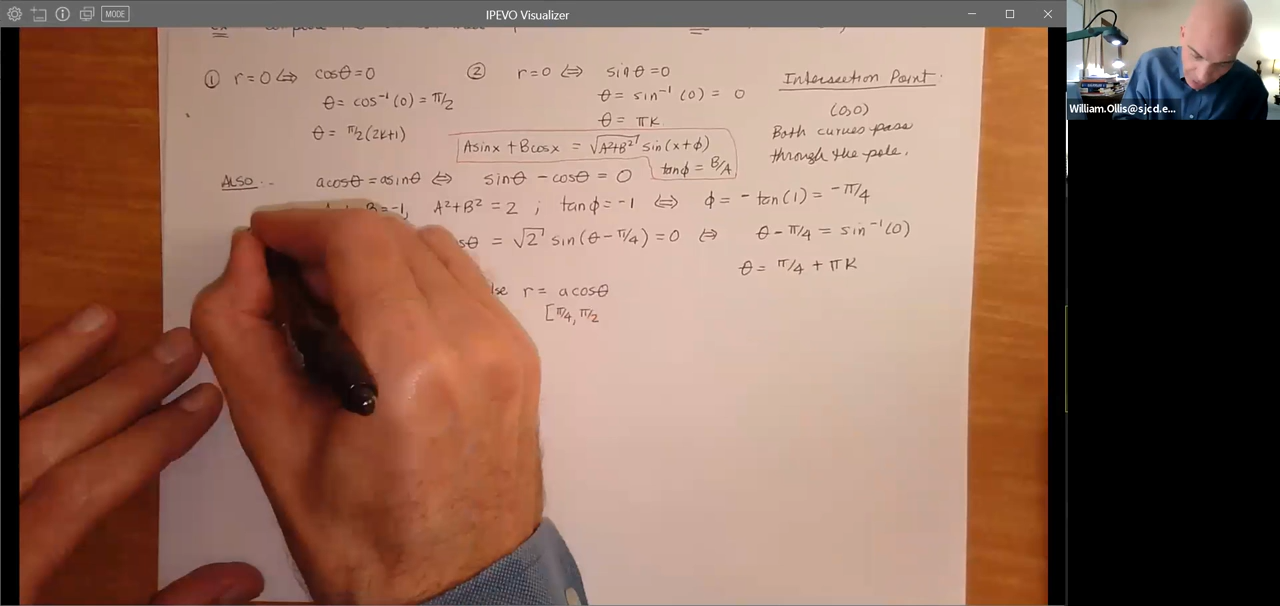 MODE
IPEVO Visualizer
William.Ollis@sjcd.e...
① r=0 ⇔ cosθ=0
θ = cos⁻¹(0) = π/2
θ = π/2(2k+1)
② r=0 ⇔ sinθ=0
θ = sin⁻¹(0) = 0
θ = πK
Intersection Point:
(0,0)
Both curves pass
through the pole.
Asinx + Bcosx = √A²+B² sin(x+φ)
tanφ = B/A
ALSO:- acosθ = asinθ ⇔ sinθ - cosθ = 0
B=-1, A²+B² = 2 ; tanφ = -1 ⇔ φ = - tan(1) = -π/4
sθ = √2 sin(θ-π/4) = 0 ⇔ θ-π/4 = sin⁻¹(0)
θ = π/4 + πK
r = acosθ
[π/4, π/2